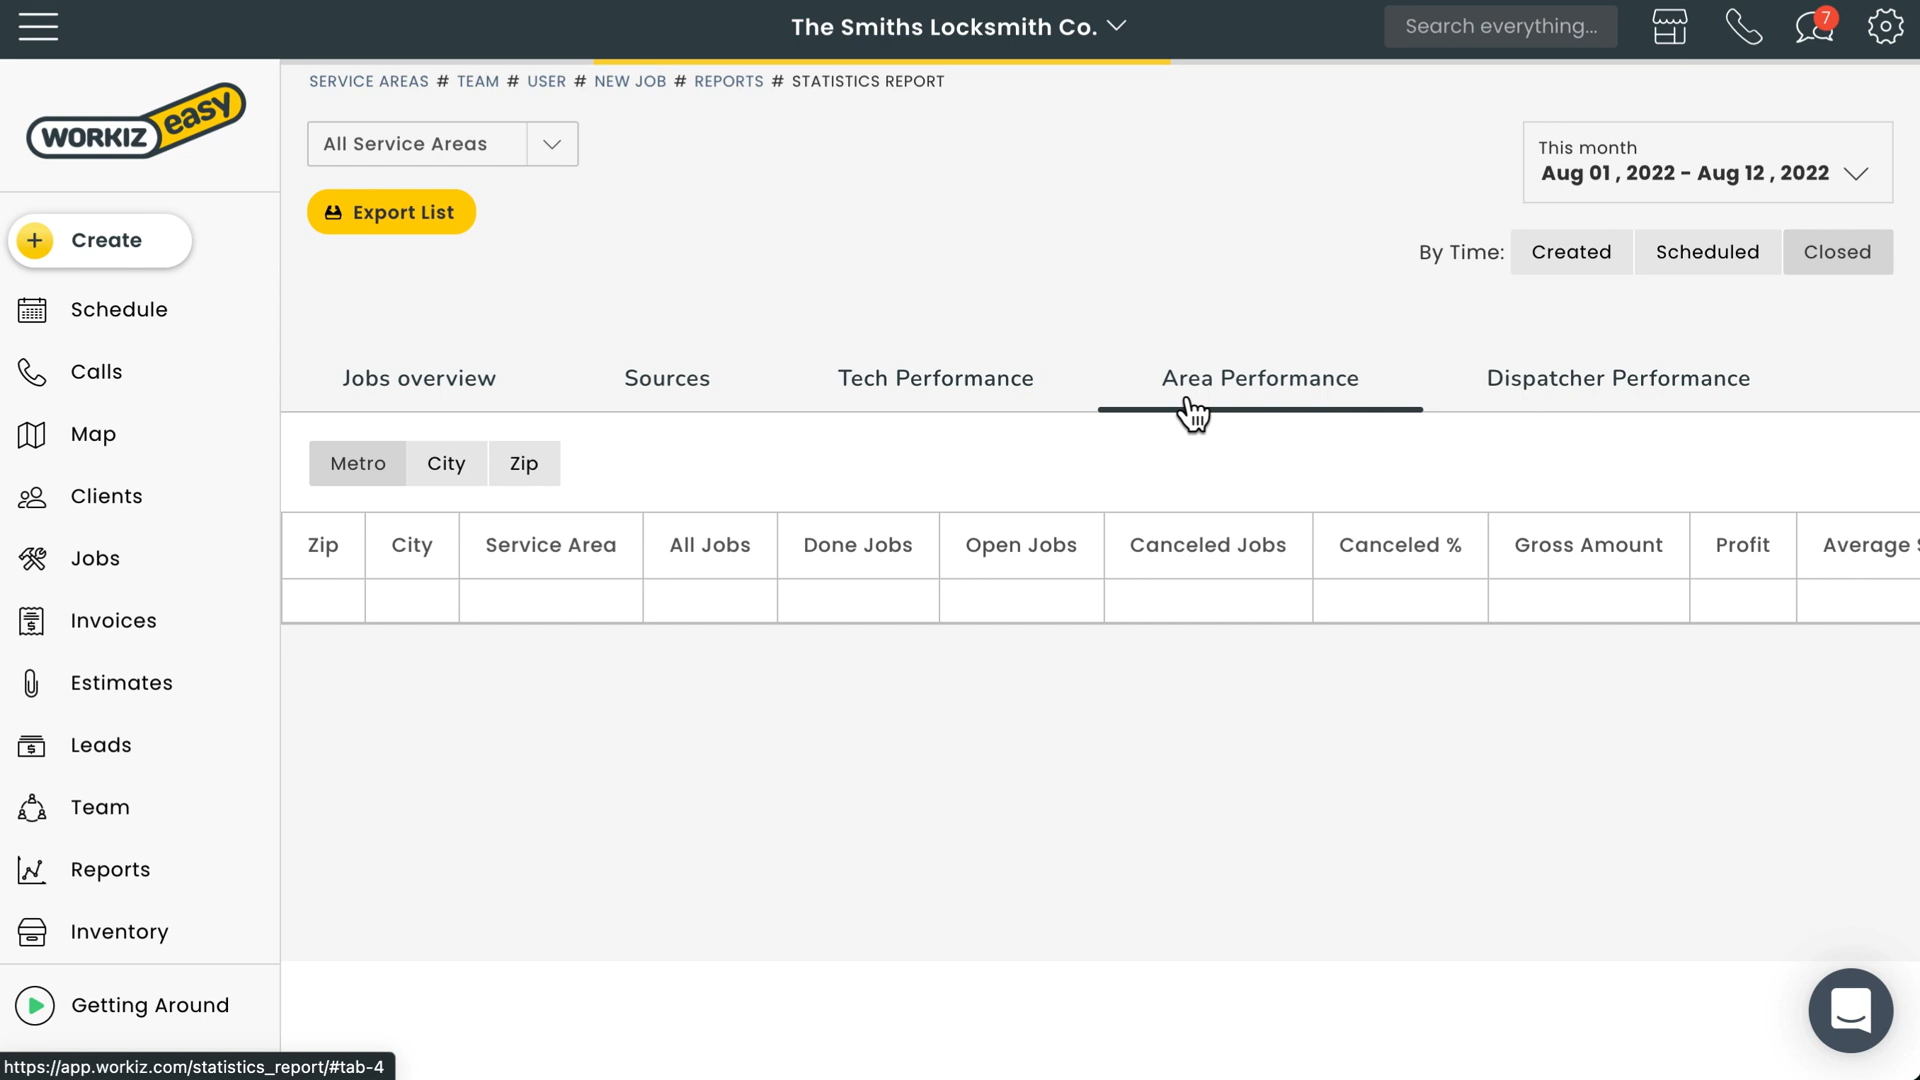 The Smiths Locksmith Co.
Search everything...
7
WORKIZ easy
SERVICE AREAS # TEAM # USER # NEW JOB # REPORTS # STATISTICS REPORT
All Service Areas
This month
Aug 01 , 2022 - Aug 12 , 2022
Export List
By Time: Created Scheduled Closed
Create
Schedule
Calls
Map
Clients
Jobs
Invoices
Estimates
Leads
Team
Reports
Inventory
Getting Around
Jobs overview Sources Tech Performance Area Performance Dispatcher Performance
Metro City Zip
Zip City Service Area All Jobs Done Jobs Open Jobs Canceled Jobs Canceled % Gross Amount Profit Average
https://app.workiz.com/statistics_report/#tab-4